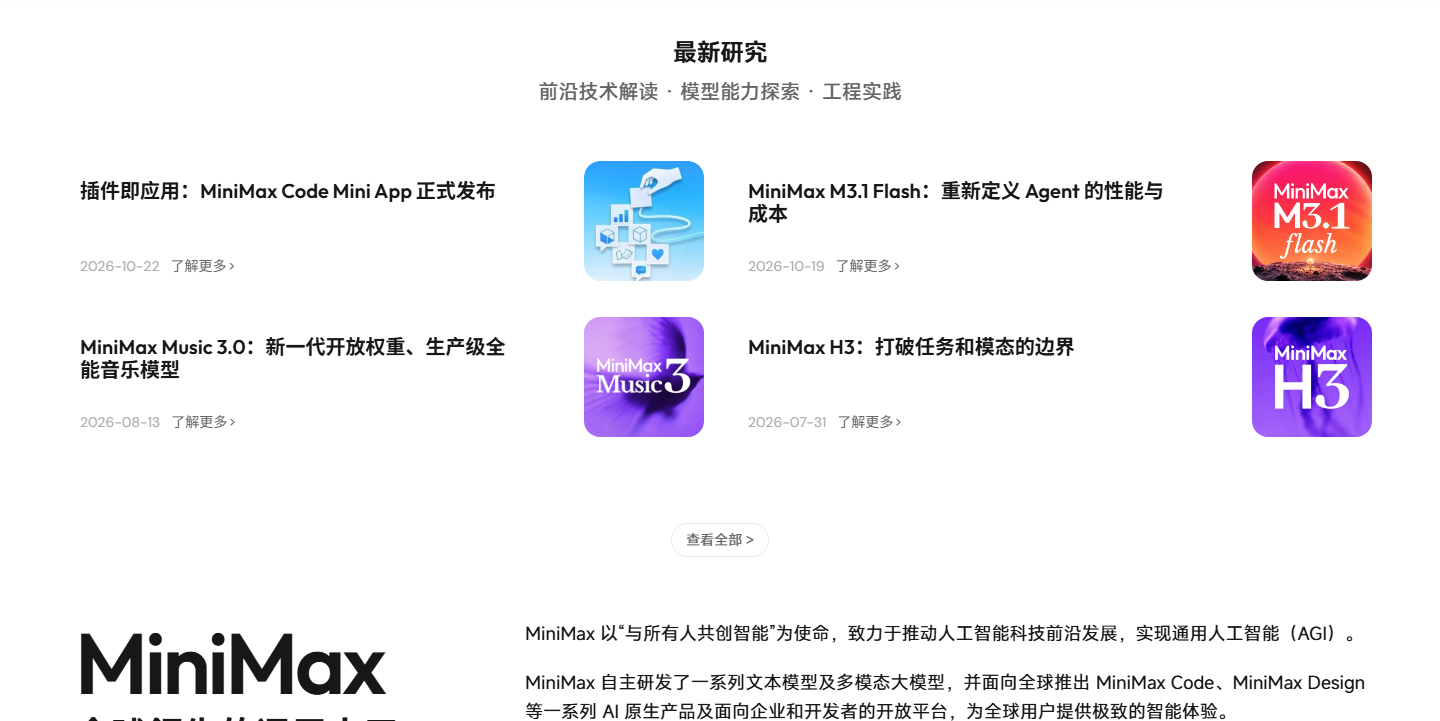 最新研究
前沿技术解读 · 模型能力探索 · 工程实践
插件即应用：MiniMax Code Mini App 正式发布
2026-10-22 了解更多 >
MiniMax M3.1 Flash：重新定义 Agent 的性能与
成本
2026-10-19 了解更多 >
MiniMax
M3.1
flash
MiniMax Music 3.0：新一代开放权重、生产级全
能音乐模型
2026-08-13 了解更多 >
MiniMax
Music 3
MiniMax H3：打破任务和模态的边界
2026-07-31 了解更多 >
MiniMax
H3
查看全部 >
MiniMax
MiniMax 以“与所有人共创智能”为使命，致力于推动人工智能科技前沿发展，实现通用人工智能（AGI）。
MiniMax 自主研发了一系列文本模型及多模态大模型，并面向全球推出 MiniMax Code、MiniMax Design
等一系列 AI 原生产品及面向企业和开发者的开放平台，为全球用户提供极致的智能体验。